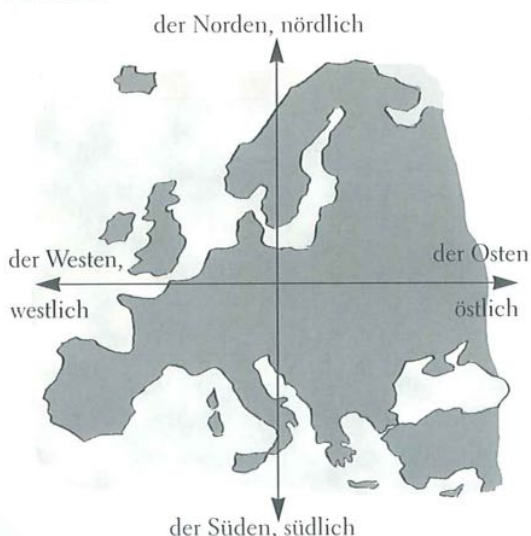 der Norden, nördlich
der Westen,
der Osten
westlich
östlich
der Süden, südlich